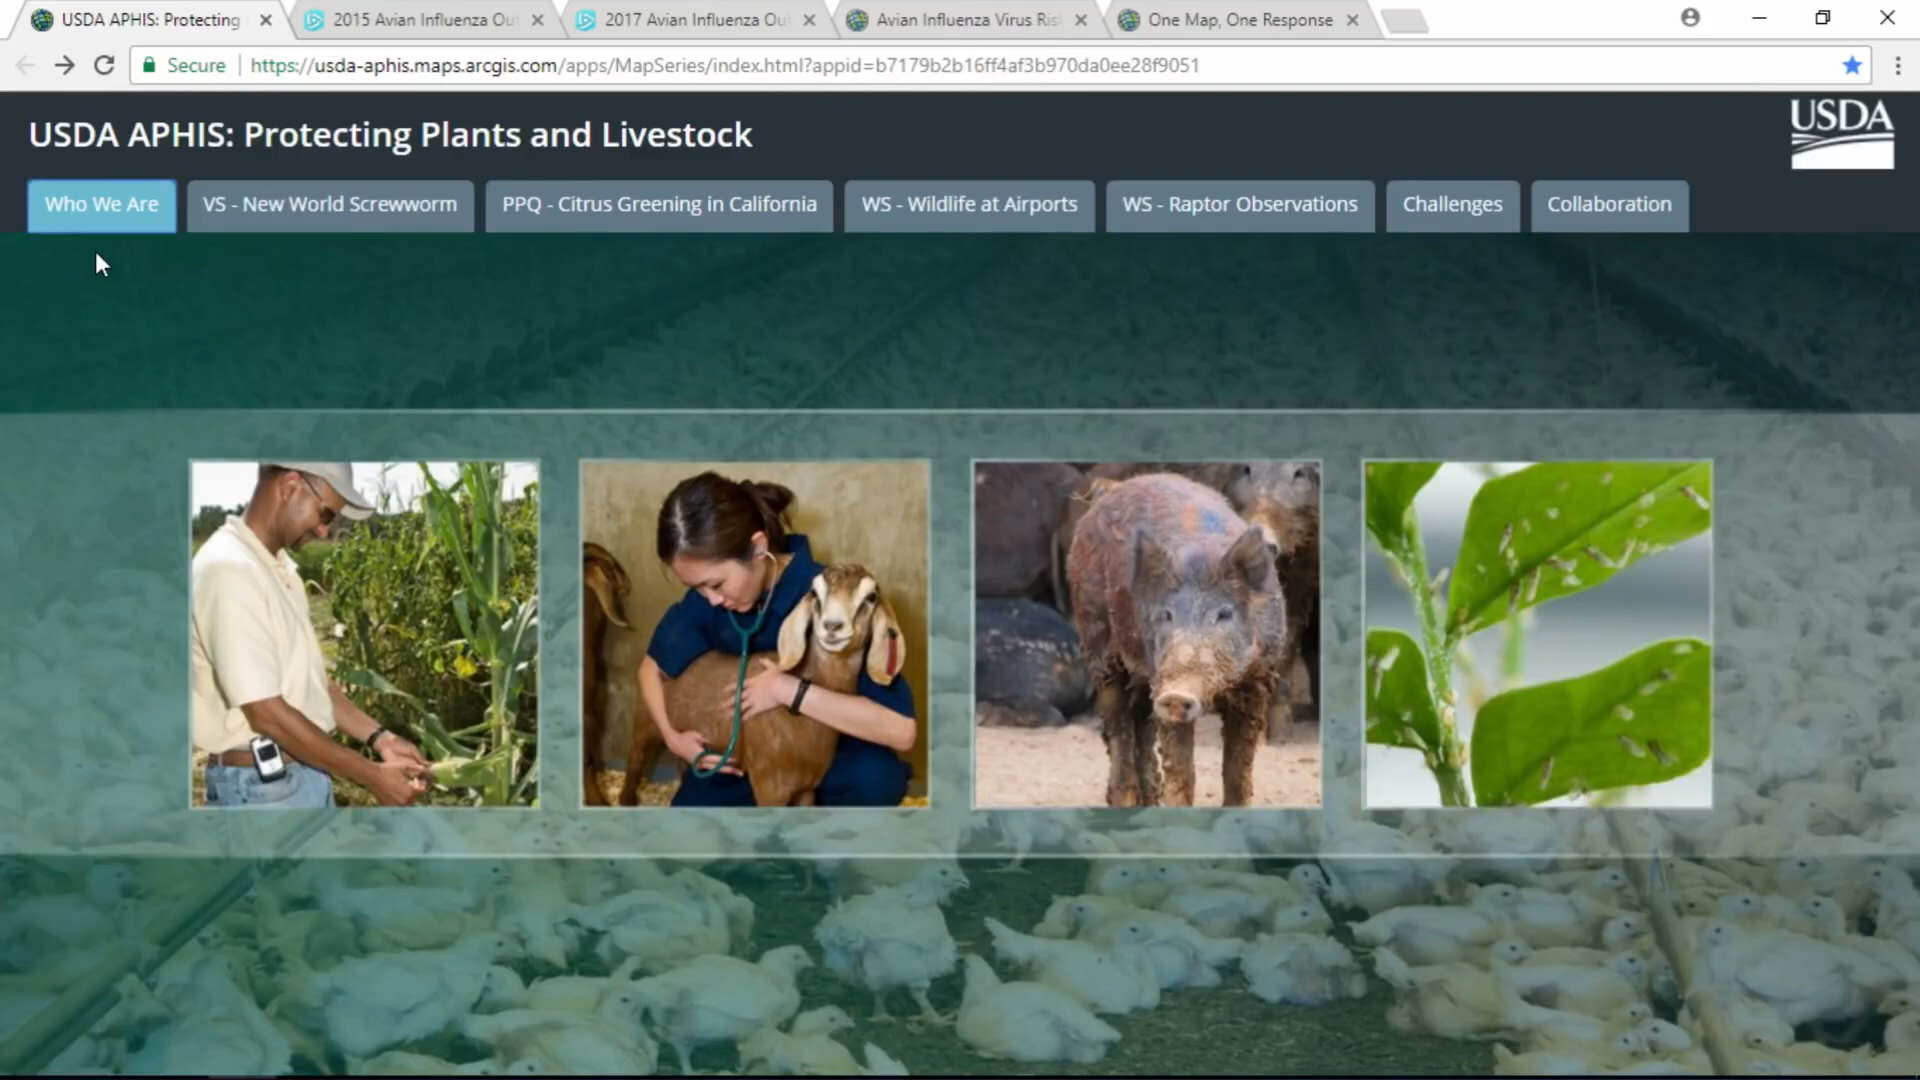 USDA APHIS: Protecting
2015 Avian Influenza Ou
2017 Avian Influenza Ou
Avian Influenza Virus Ris
One Map, One Response
Secure
https://usda-aphis.maps.arcgis.com/apps/MapSeries/index.html?appid=b7179b2b16ff4af3b970da0ee28f9051
USDA APHIS: Protecting Plants and Livestock
USDA
Who We Are
VS - New World Screwworm
PPQ - Citrus Greening in California
WS - Wildlife at Airports
WS - Raptor Observations
Challenges
Collaboration